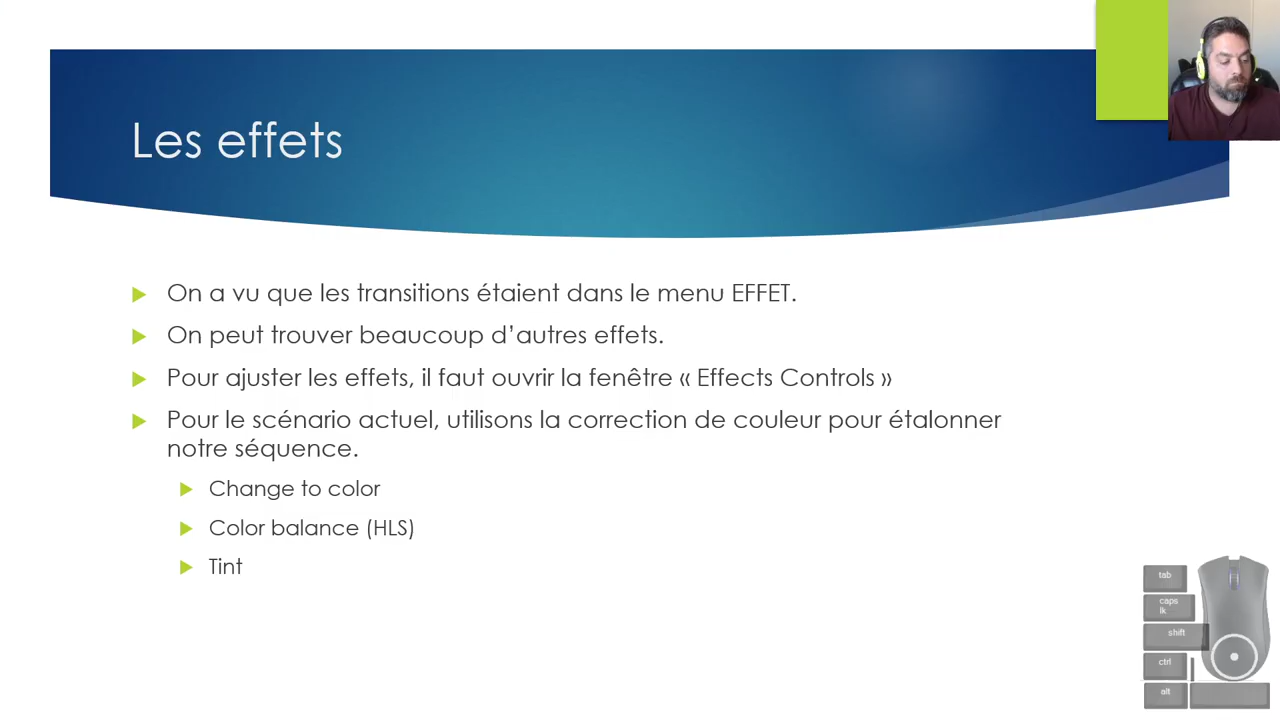 Les effets
On a vu que les transitions étaient dans le menu EFFET.
On peut trouver beaucoup d’autres effets.
Pour ajuster les effets, il faut ouvrir la fenêtre « Effects Controls »
Pour le scénario actuel, utilisons la correction de couleur pour étalonner
notre séquence.
Change to color
Color balance (HLS)
Tint
tab
caps
lk
shift
ctrl
alt